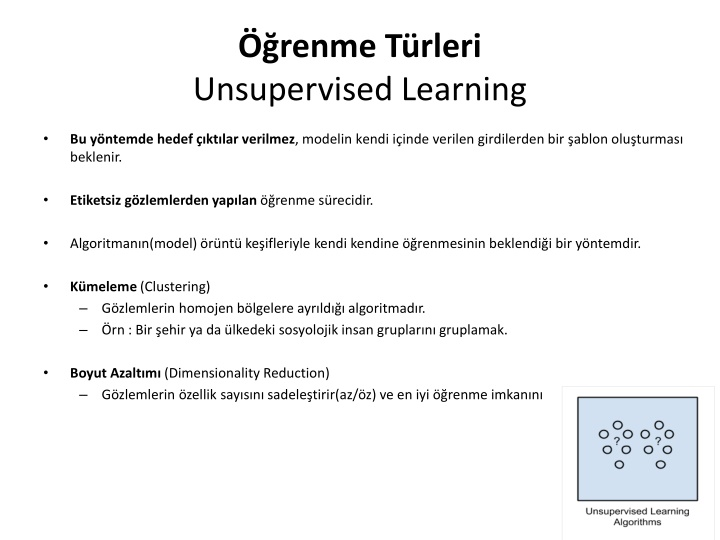 Öğrenme Türleri
Unsupervised Learning
• Bu yöntemde hedef çıktılar verilmez, modelin kendi içinde verilen girdilerden bir şablon oluşturması
beklenir.
• Etiketsiz gözlemlerden yapılan öğrenme sürecidir.
• Algoritmanın(model) örüntü keşifleriyle kendi kendine öğrenmesinin beklendiği bir yöntemdir.
• Kümeleme (Clustering)
– Gözlemlerin homojen bölgelere ayrıldığı algoritmadır.
– Örn : Bir şehir ya da ülkedeki sosyolojik insan gruplarını gruplamak.
• Boyut Azaltımı (Dimensionality Reduction)
– Gözlemlerin özellik sayısını sadeleştirir(az/öz) ve en iyi öğrenme imkanını
? ?
Unsupervised Learning
Algorithms